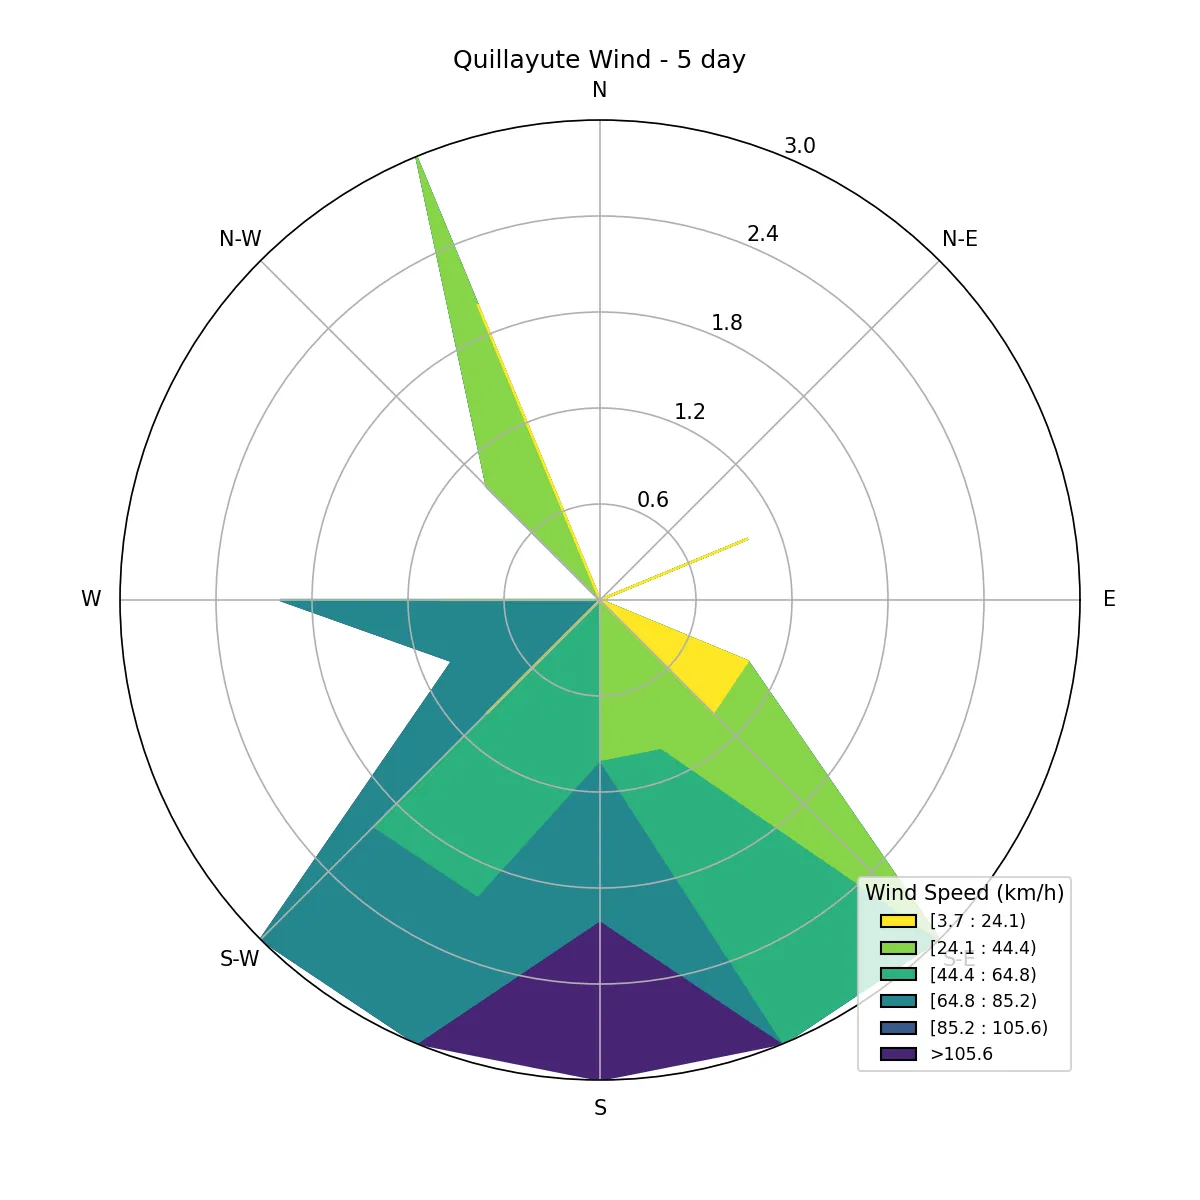 Quillayute Wind - 5 day
N
3.0
N-W
N-E
2.4
1.8
1.2
0.6
W
E
Wind Speed (km/h)
[3.7 : 24.1)
[24.1 : 44.4)
S-W
S-E
[44.4 : 64.8)
[64.8 : 85.2)
[85.2 : 105.6)
>105.6
S